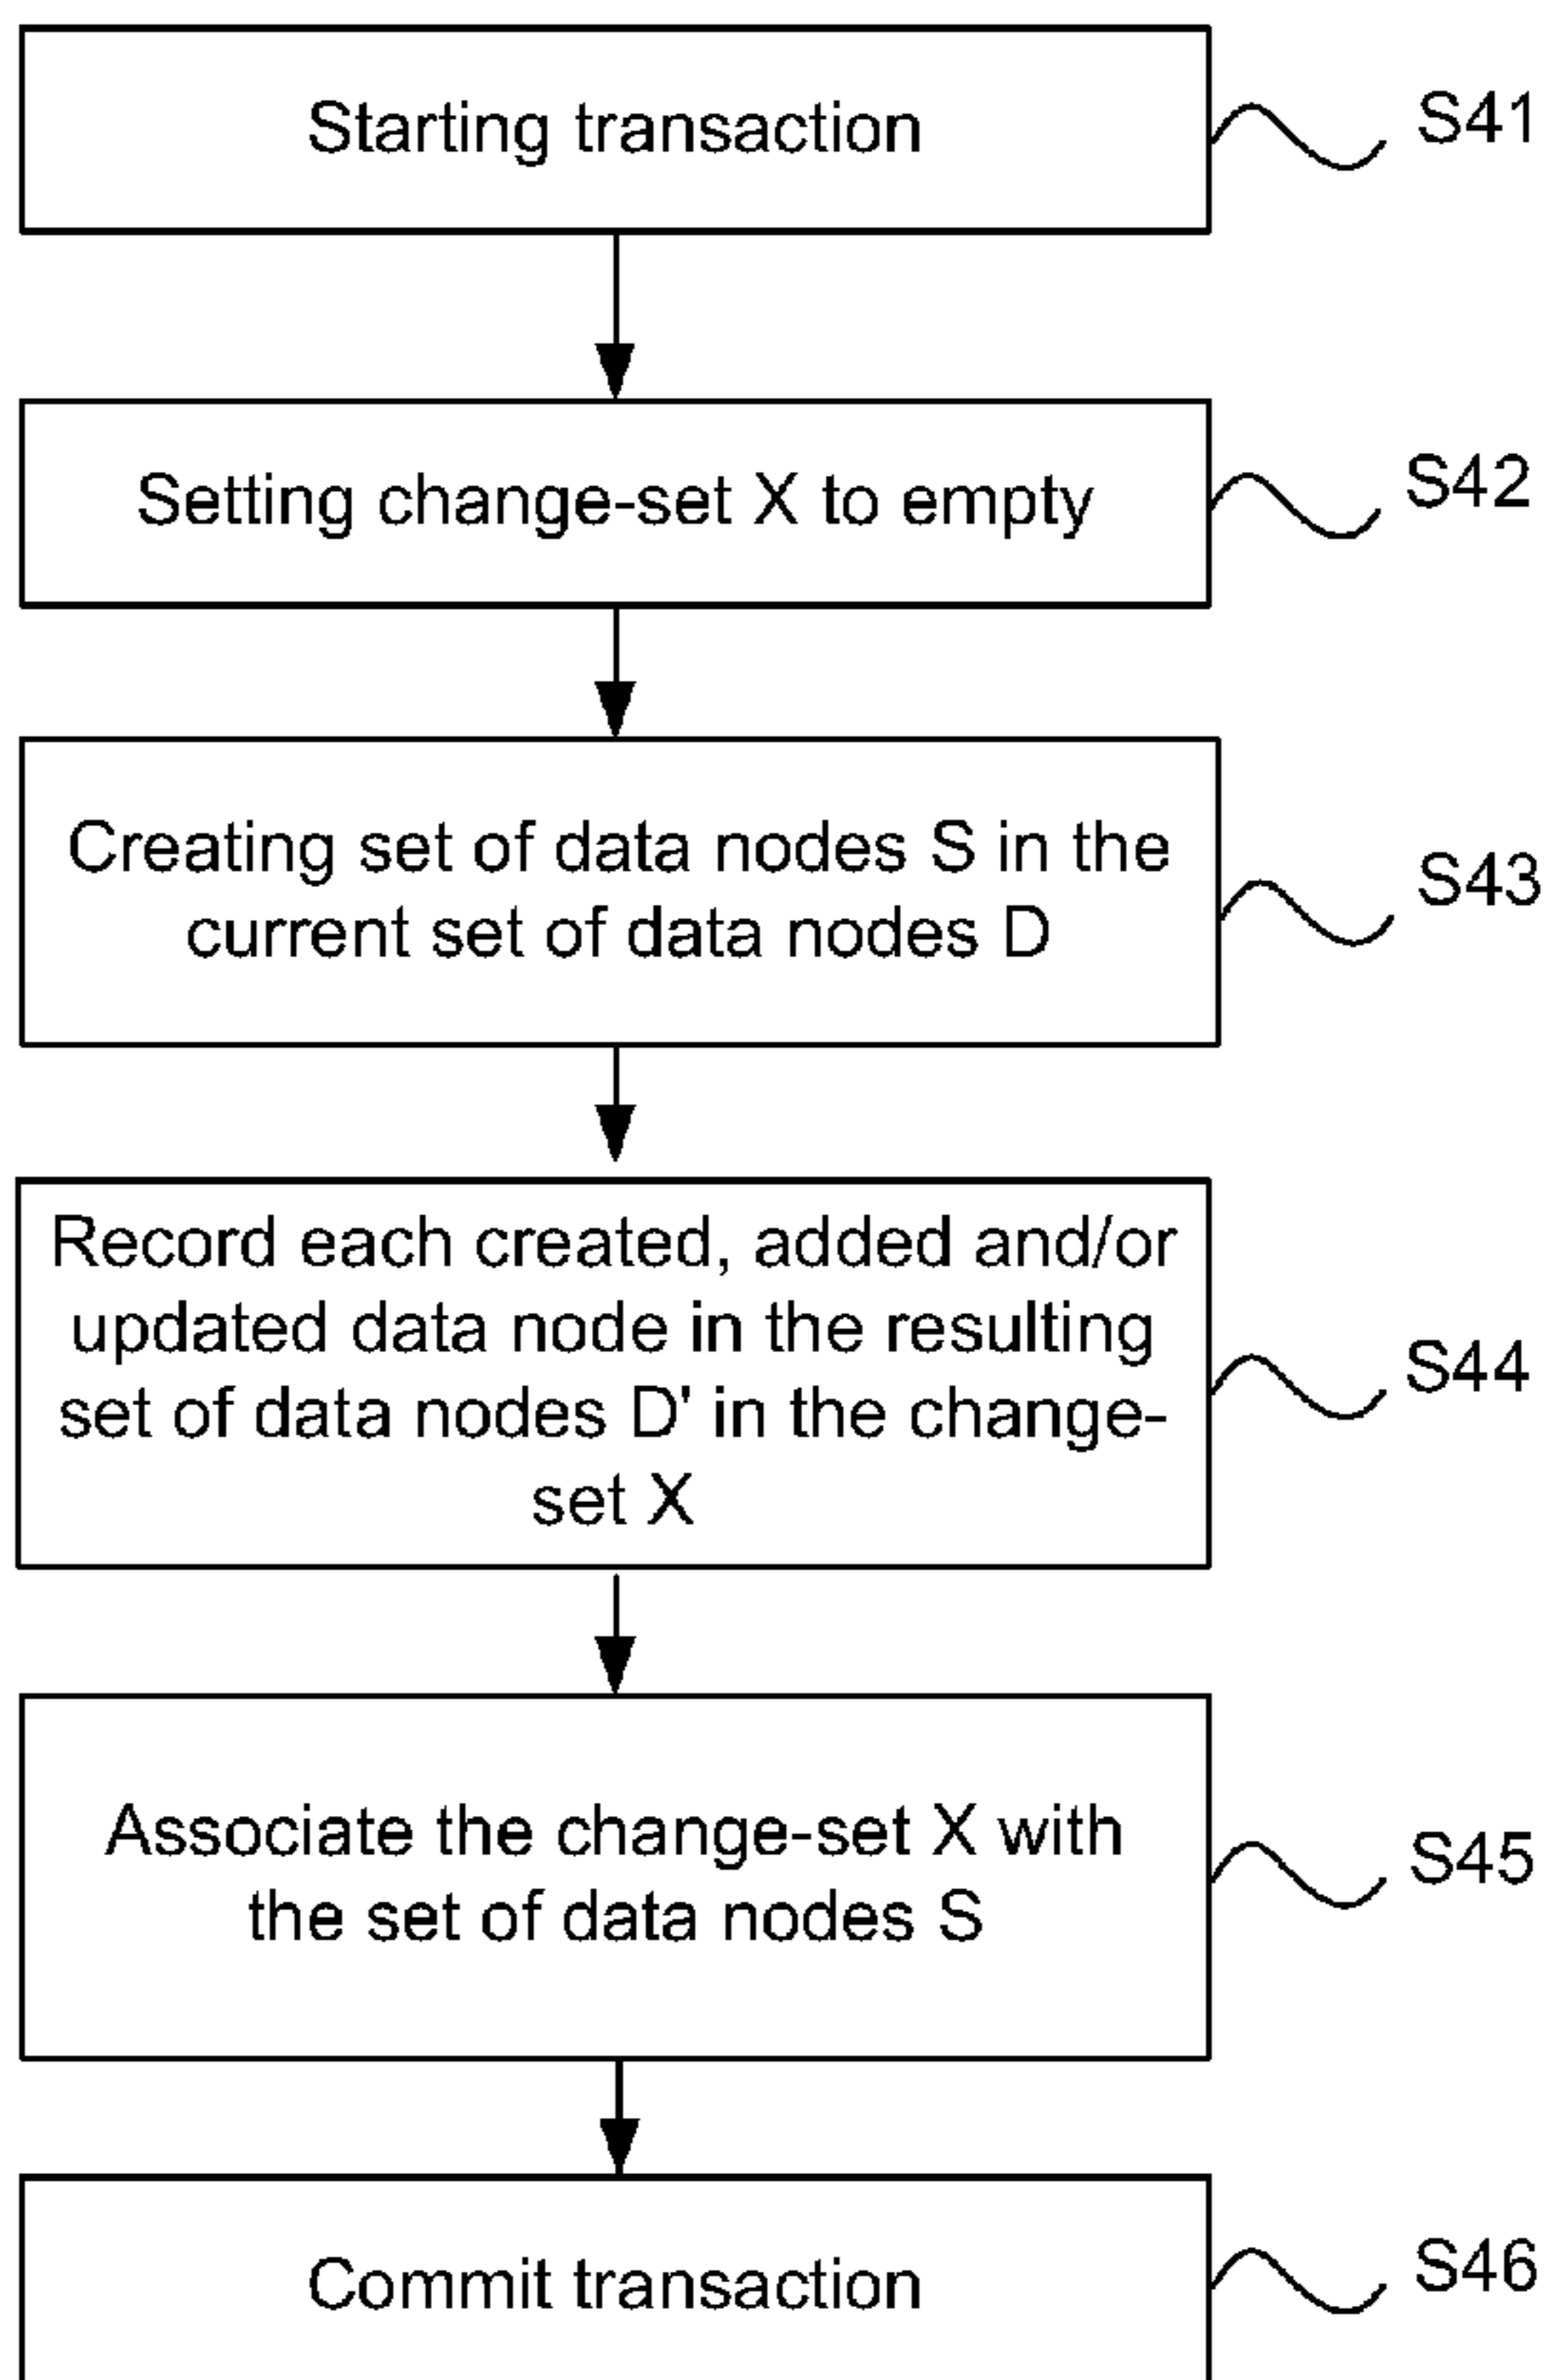 Starting transaction
S41
Setting change-set X to empty
S42
Creating set of data nodes S in the
current set of data nodes D
S43
Record each created, added and/or
updated data node in the resulting
set of data nodes D' in the change-
set X
S44
Associate the change-set X with
the set of data nodes S
S45
Commit transaction
S46